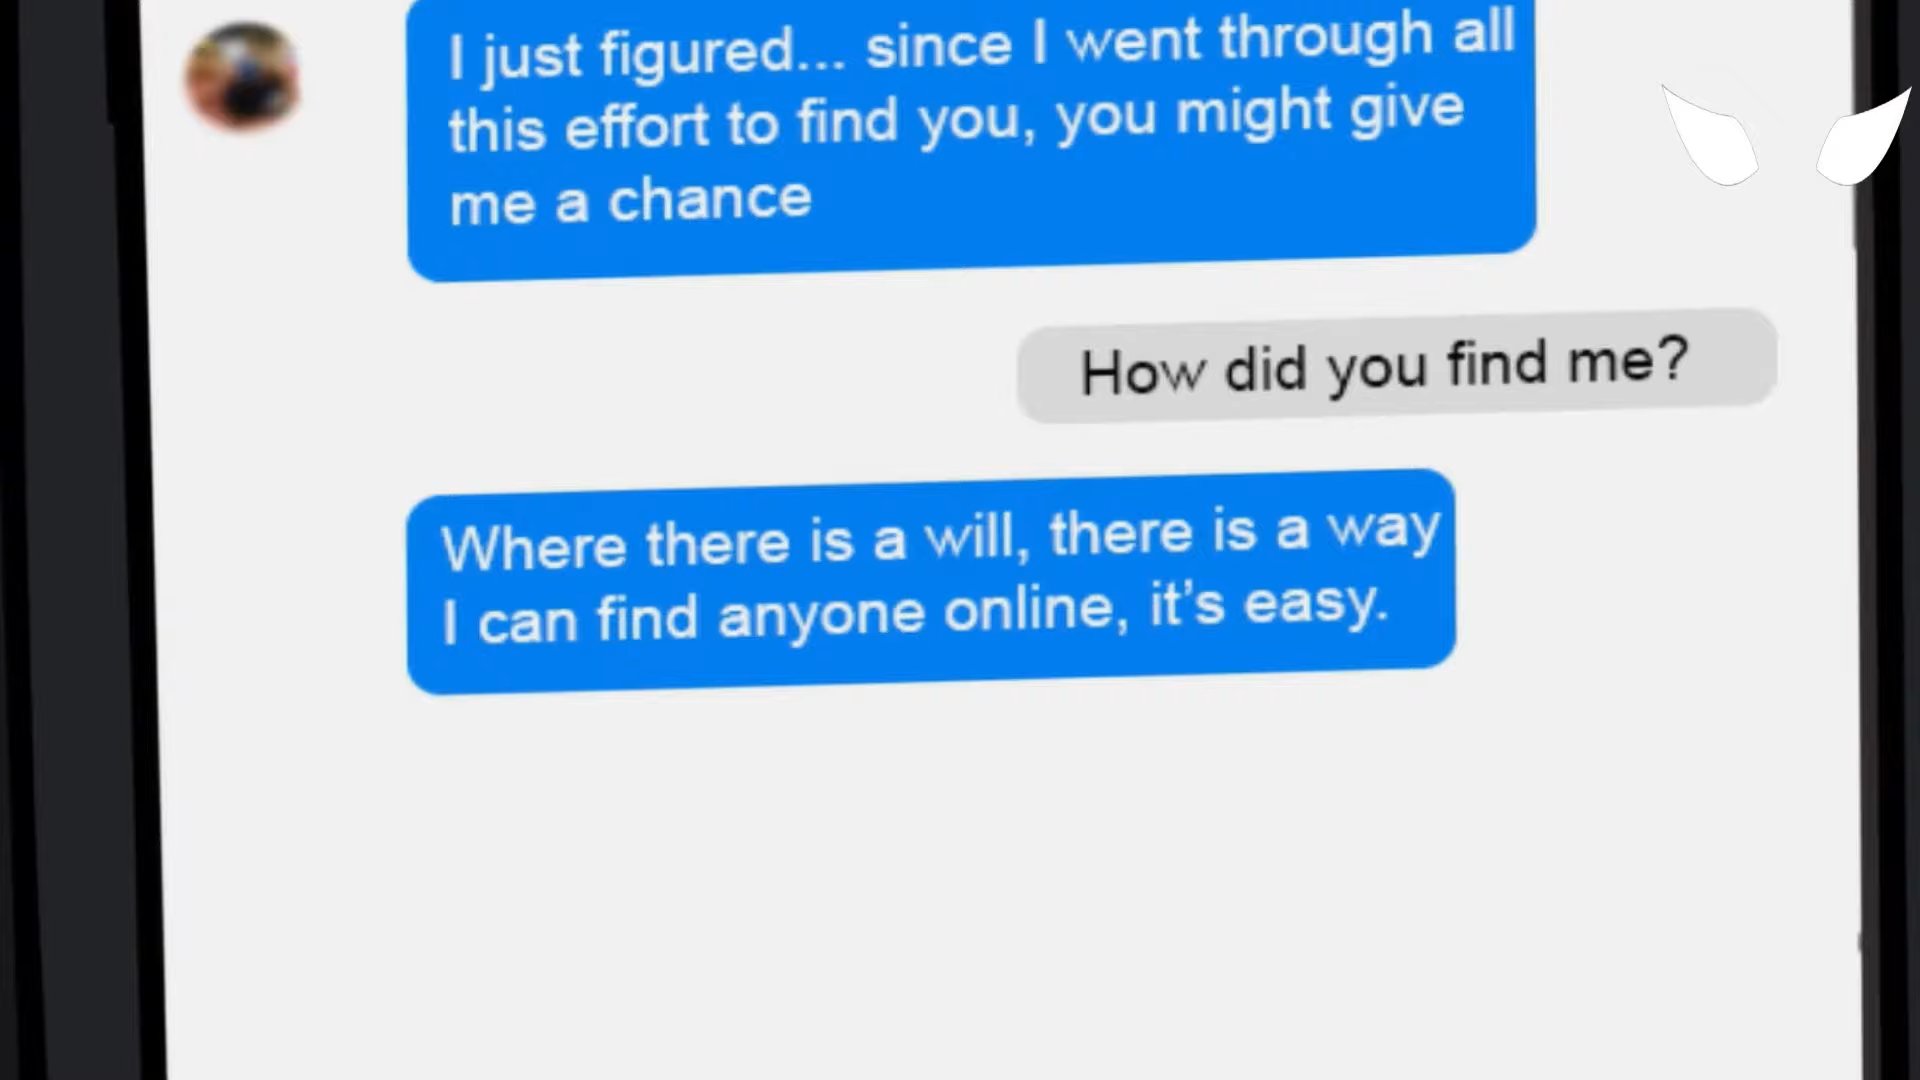 I just figured... since I went through all
this effort to find you, you might give
me a chance
How did you find me?
Where there is a will, there is a way
I can find anyone online, it’s easy.